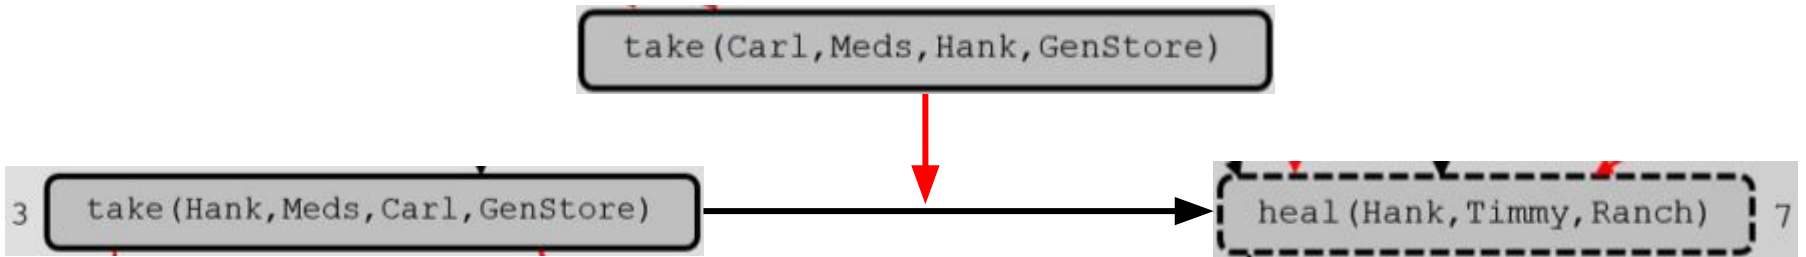 take(Carl,Meds,Hank,GenStore)
3 take(Hank,Meds,Carl,GenStore)
heal(Hank,Timmy,Ranch) 7